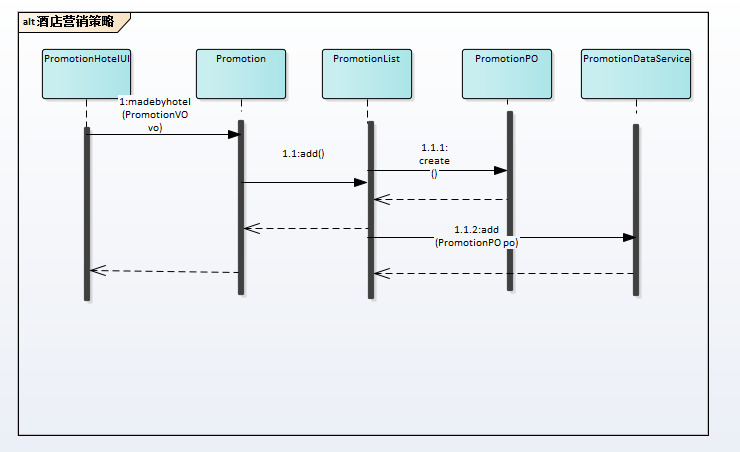 alt 酒店营销策略
PromotionHotelUI
Promotion
PromotionList
PromotionPO
PromotionDataService
1:madebyhotel
(PromotionVO
vo)
1.1:add()
1.1.1:
create
()
1.1.2:add
(PromotionPO po)